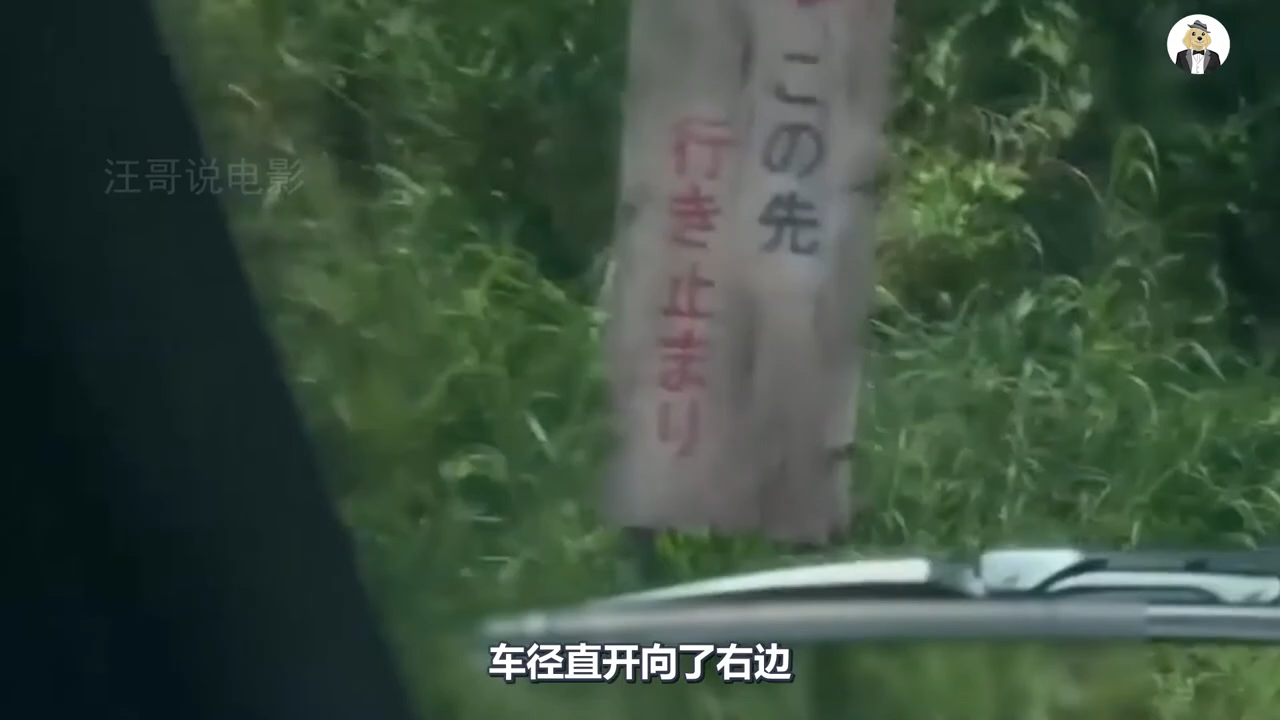 この先
行き止まり
汪哥说电影
车径直开向了右边